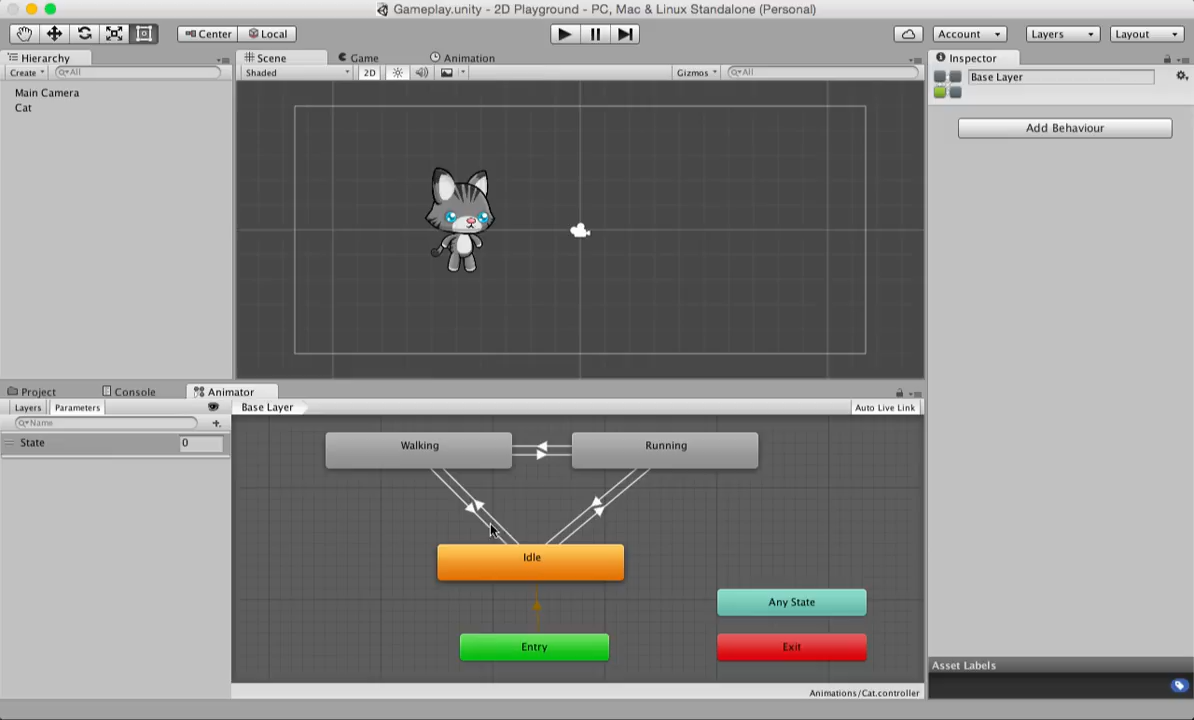 Gameplay.unity - 2D Playground - PC, Mac & Linux Standalone (Personal)
Center Local Account Layers Layout
Hierarchy Scene Game Animation Inspector
Create All Shaded 2D Gizmos All Base Layer
Main Camera
Cat
Add Behaviour
Project Console Animator
Layers Parameters Base Layer Auto Live Link
Name
State 0
Walking Running
Idle
Any State
Entry Exit
Asset Labels
Animations/Cat.controller